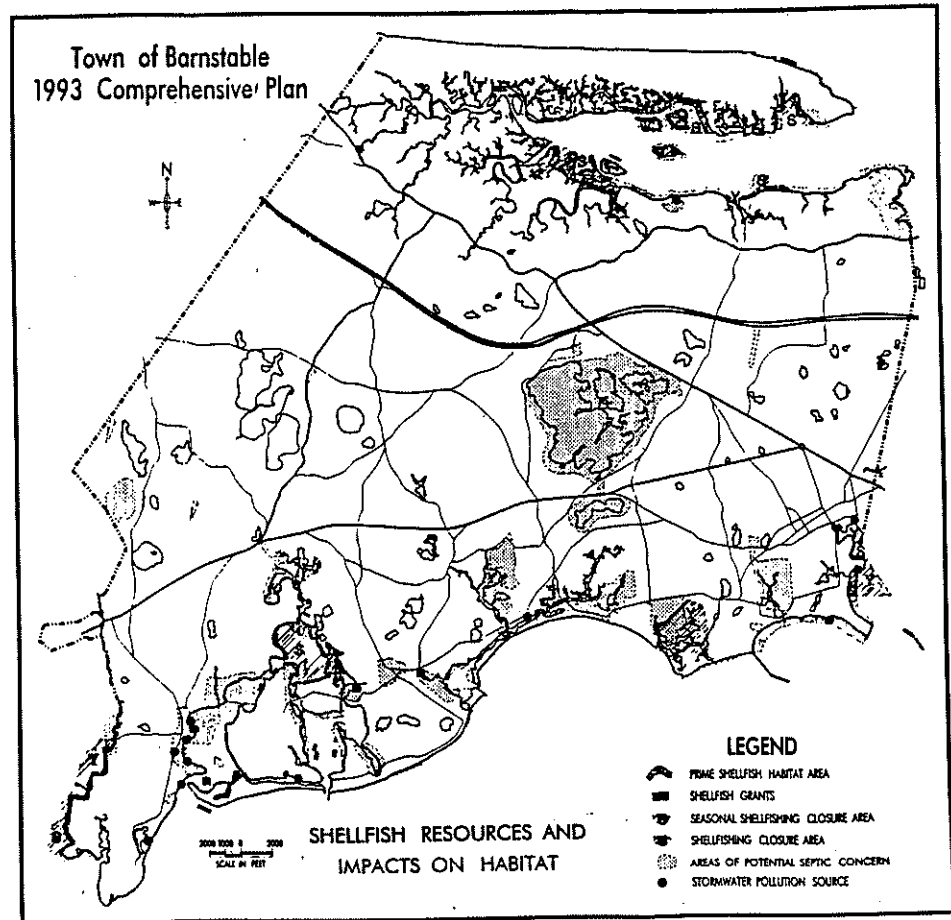 Town of Barnstable
1993 Comprehensive Plan
N
LEGEND
PRIME SHELLFISH HABITAT AREA
SHELLFISH GRANTS
SEASONAL SHELLFISHING CLOSURE AREA
SHELLFISHING CLOSURE AREA
AREAS OF POTENTIAL SEPTIC CONCERN
STORMWATER POLLUTION SOURCE
SHELLFISH RESOURCES AND
IMPACTS ON HABITAT
SCALE IN FEET